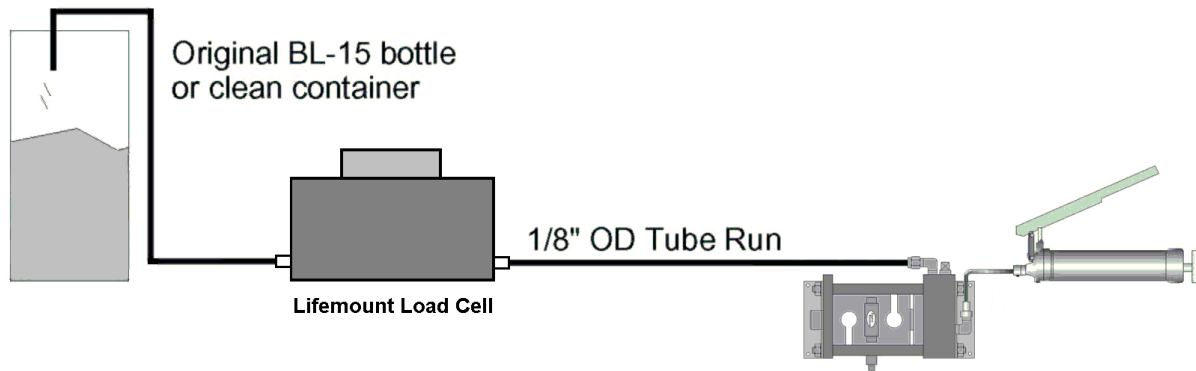 Original BL-15 bottle
or clean container
1/8" OD Tube Run
Lifemount Load Cell